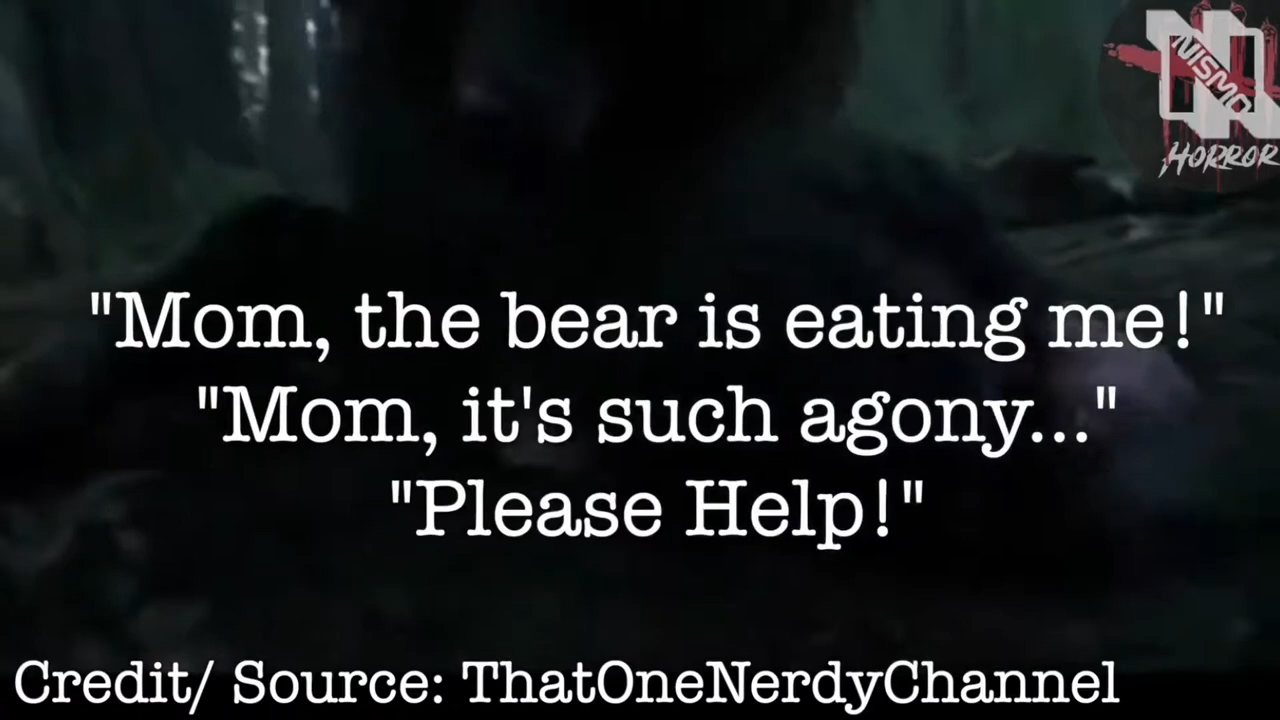 NISMO
HORROR
"Mom, the bear is eating me!"
"Mom, it's such agony..."
"Please Help!"
Credit/ Source: ThatOneNerdyChannel